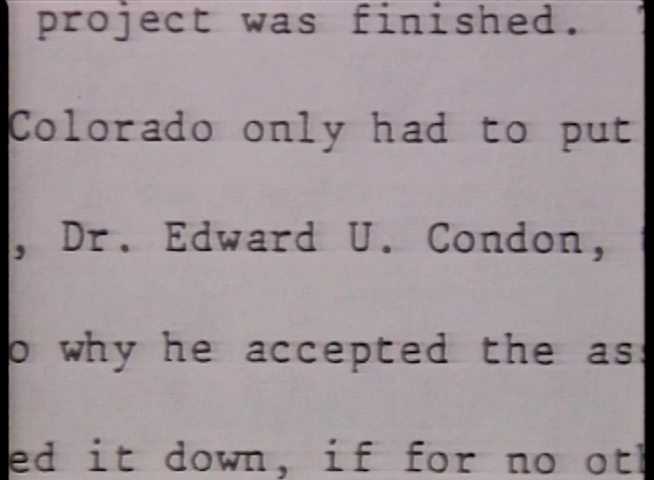 project was finished.
Colorado only had to put
, Dr. Edward U. Condon,
o why he accepted the as
ed it down, if for no ot